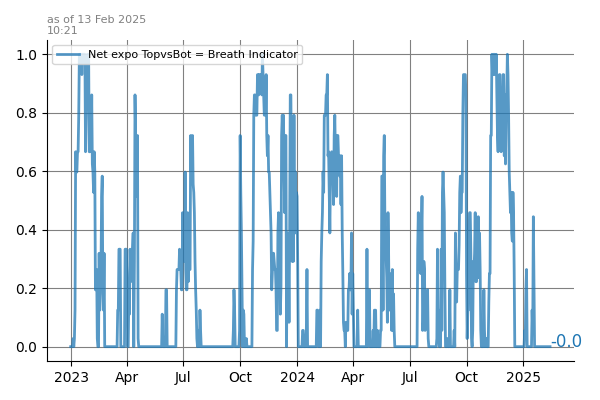 as of 13 Feb 2025
10:21
Net expo TopvsBot = Breath Indicator
1.0
0.8
0.6
0.4
0.2
0.0
-0.0
2023 Apr Jul Oct 2024 Apr Jul Oct 2025